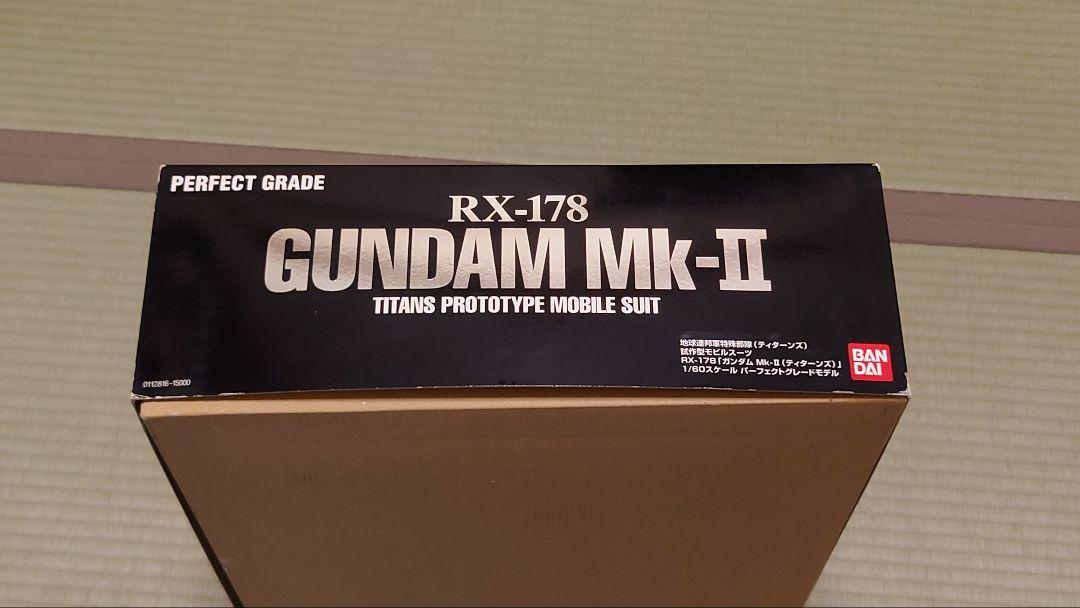 PERFECT GRADE
RX-178
GUNDAM Mk-II
TITANS PROTOTYPE MOBILE SUIT
地球連邦軍特殊部隊(ティターンズ)
試作型モビルスーツ
RX-178「ガンダム Mk-II(ティターンズ)」
1/60スケール パーフェクトグレードモデル
BAN
DAI
0112816-15000